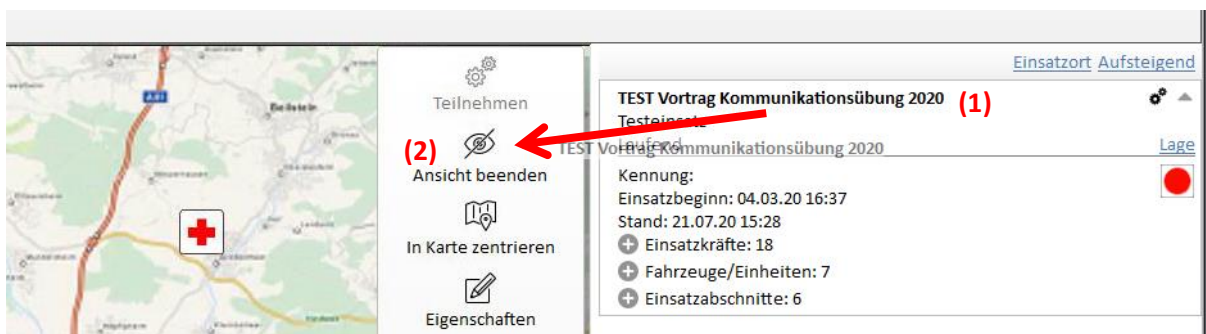 A81
Beilstein
Teilnehmen
(2)
Ansicht beenden
In Karte zentrieren
Eigenschaften
Einsatzort Aufsteigend
TEST Vortrag Kommunikationsübung 2020 (1)
Testeinsatz
Laufend
TEST Vortrag Kommunikationsübung 2020
Lage
Kennung:
Einsatzbeginn: 04.03.20 16:37
Stand: 21.07.20 15:28
Einsatzkräfte: 18
Fahrzeuge/Einheiten: 7
Einsatzabschnitte: 6